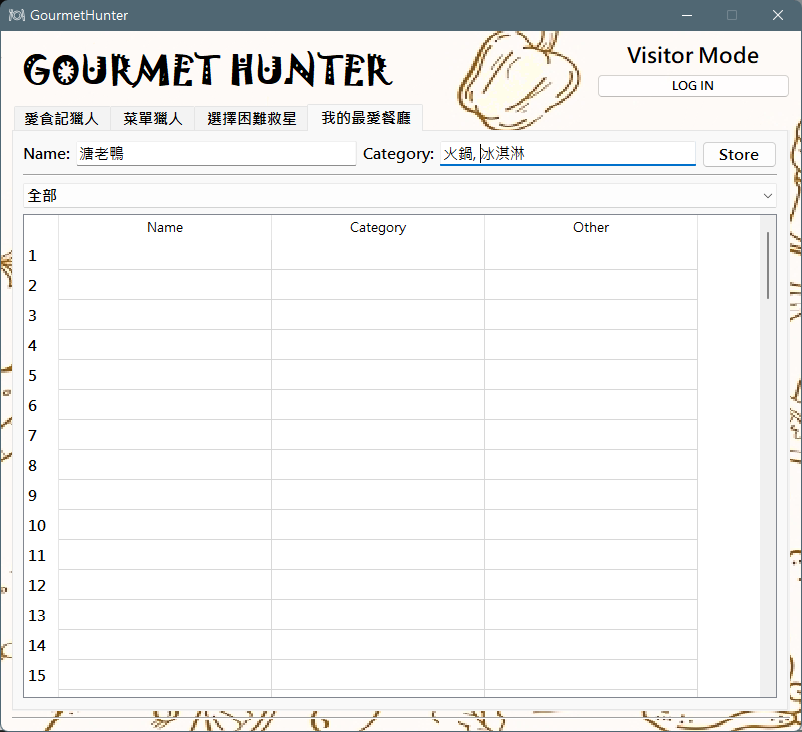 GourmetHunter
GOURMET HUNTER
Visitor Mode
LOG IN
愛食記獵人 菜單獵人 選擇困難救星 我的最愛餐廳
Name: 溏老鴨 Category: 火鍋, 冰淇淋 Store
全部
Name Category Other
1
2
3
4
5
6
7
8
9
10
11
12
13
14
15